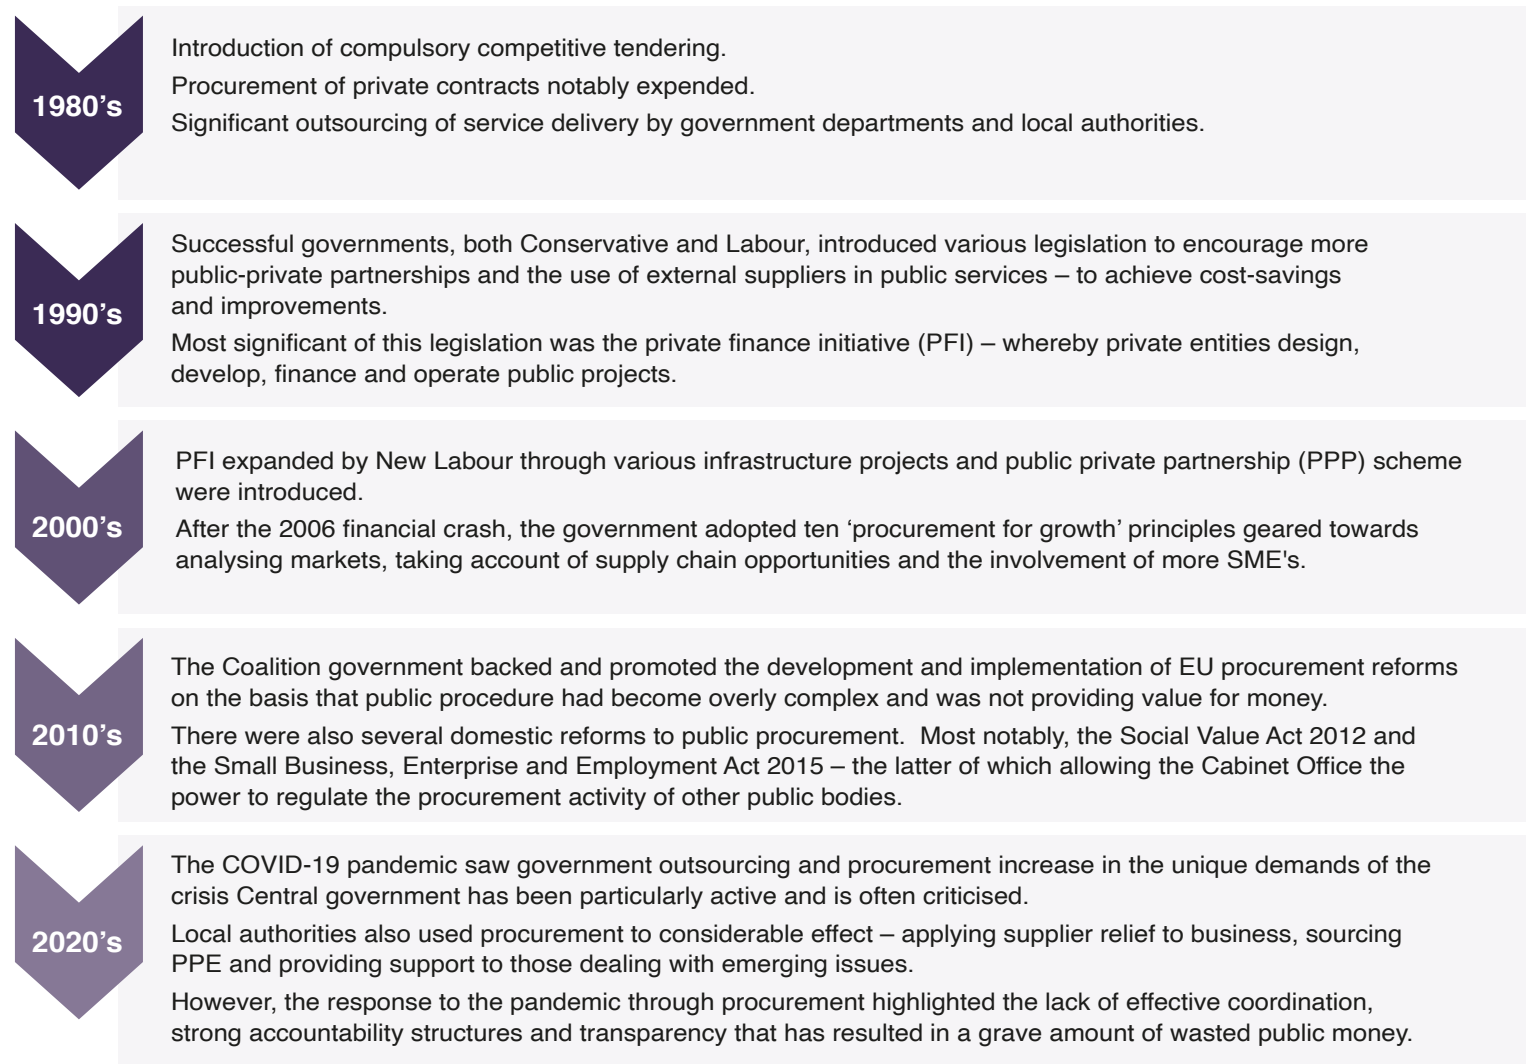 1980’s
Introduction of compulsory competitive tendering.
Procurement of private contracts notably expended.
Significant outsourcing of service delivery by government departments and local authorities.
1990’s
Successful governments, both Conservative and Labour, introduced various legislation to encourage more
public-private partnerships and the use of external suppliers in public services – to achieve cost-savings
and improvements.
Most significant of this legislation was the private finance initiative (PFI) – whereby private entities design,
develop, finance and operate public projects.
2000’s
PFI expanded by New Labour through various infrastructure projects and public private partnership (PPP) scheme
were introduced.
After the 2006 financial crash, the government adopted ten ‘procurement for growth’ principles geared towards
analysing markets, taking account of supply chain opportunities and the involvement of more SME's.
2010’s
The Coalition government backed and promoted the development and implementation of EU procurement reforms
on the basis that public procedure had become overly complex and was not providing value for money.
There were also several domestic reforms to public procurement.  Most notably, the Social Value Act 2012 and
the Small Business, Enterprise and Employment Act 2015 – the latter of which allowing the Cabinet Office the
power to regulate the procurement activity of other public bodies.
2020’s
The COVID-19 pandemic saw government outsourcing and procurement increase in the unique demands of the
crisis Central government has been particularly active and is often criticised.
Local authorities also used procurement to considerable effect – applying supplier relief to business, sourcing
PPE and providing support to those dealing with emerging issues.
However, the response to the pandemic through procurement highlighted the lack of effective coordination,
strong accountability structures and transparency that has resulted in a grave amount of wasted public money.